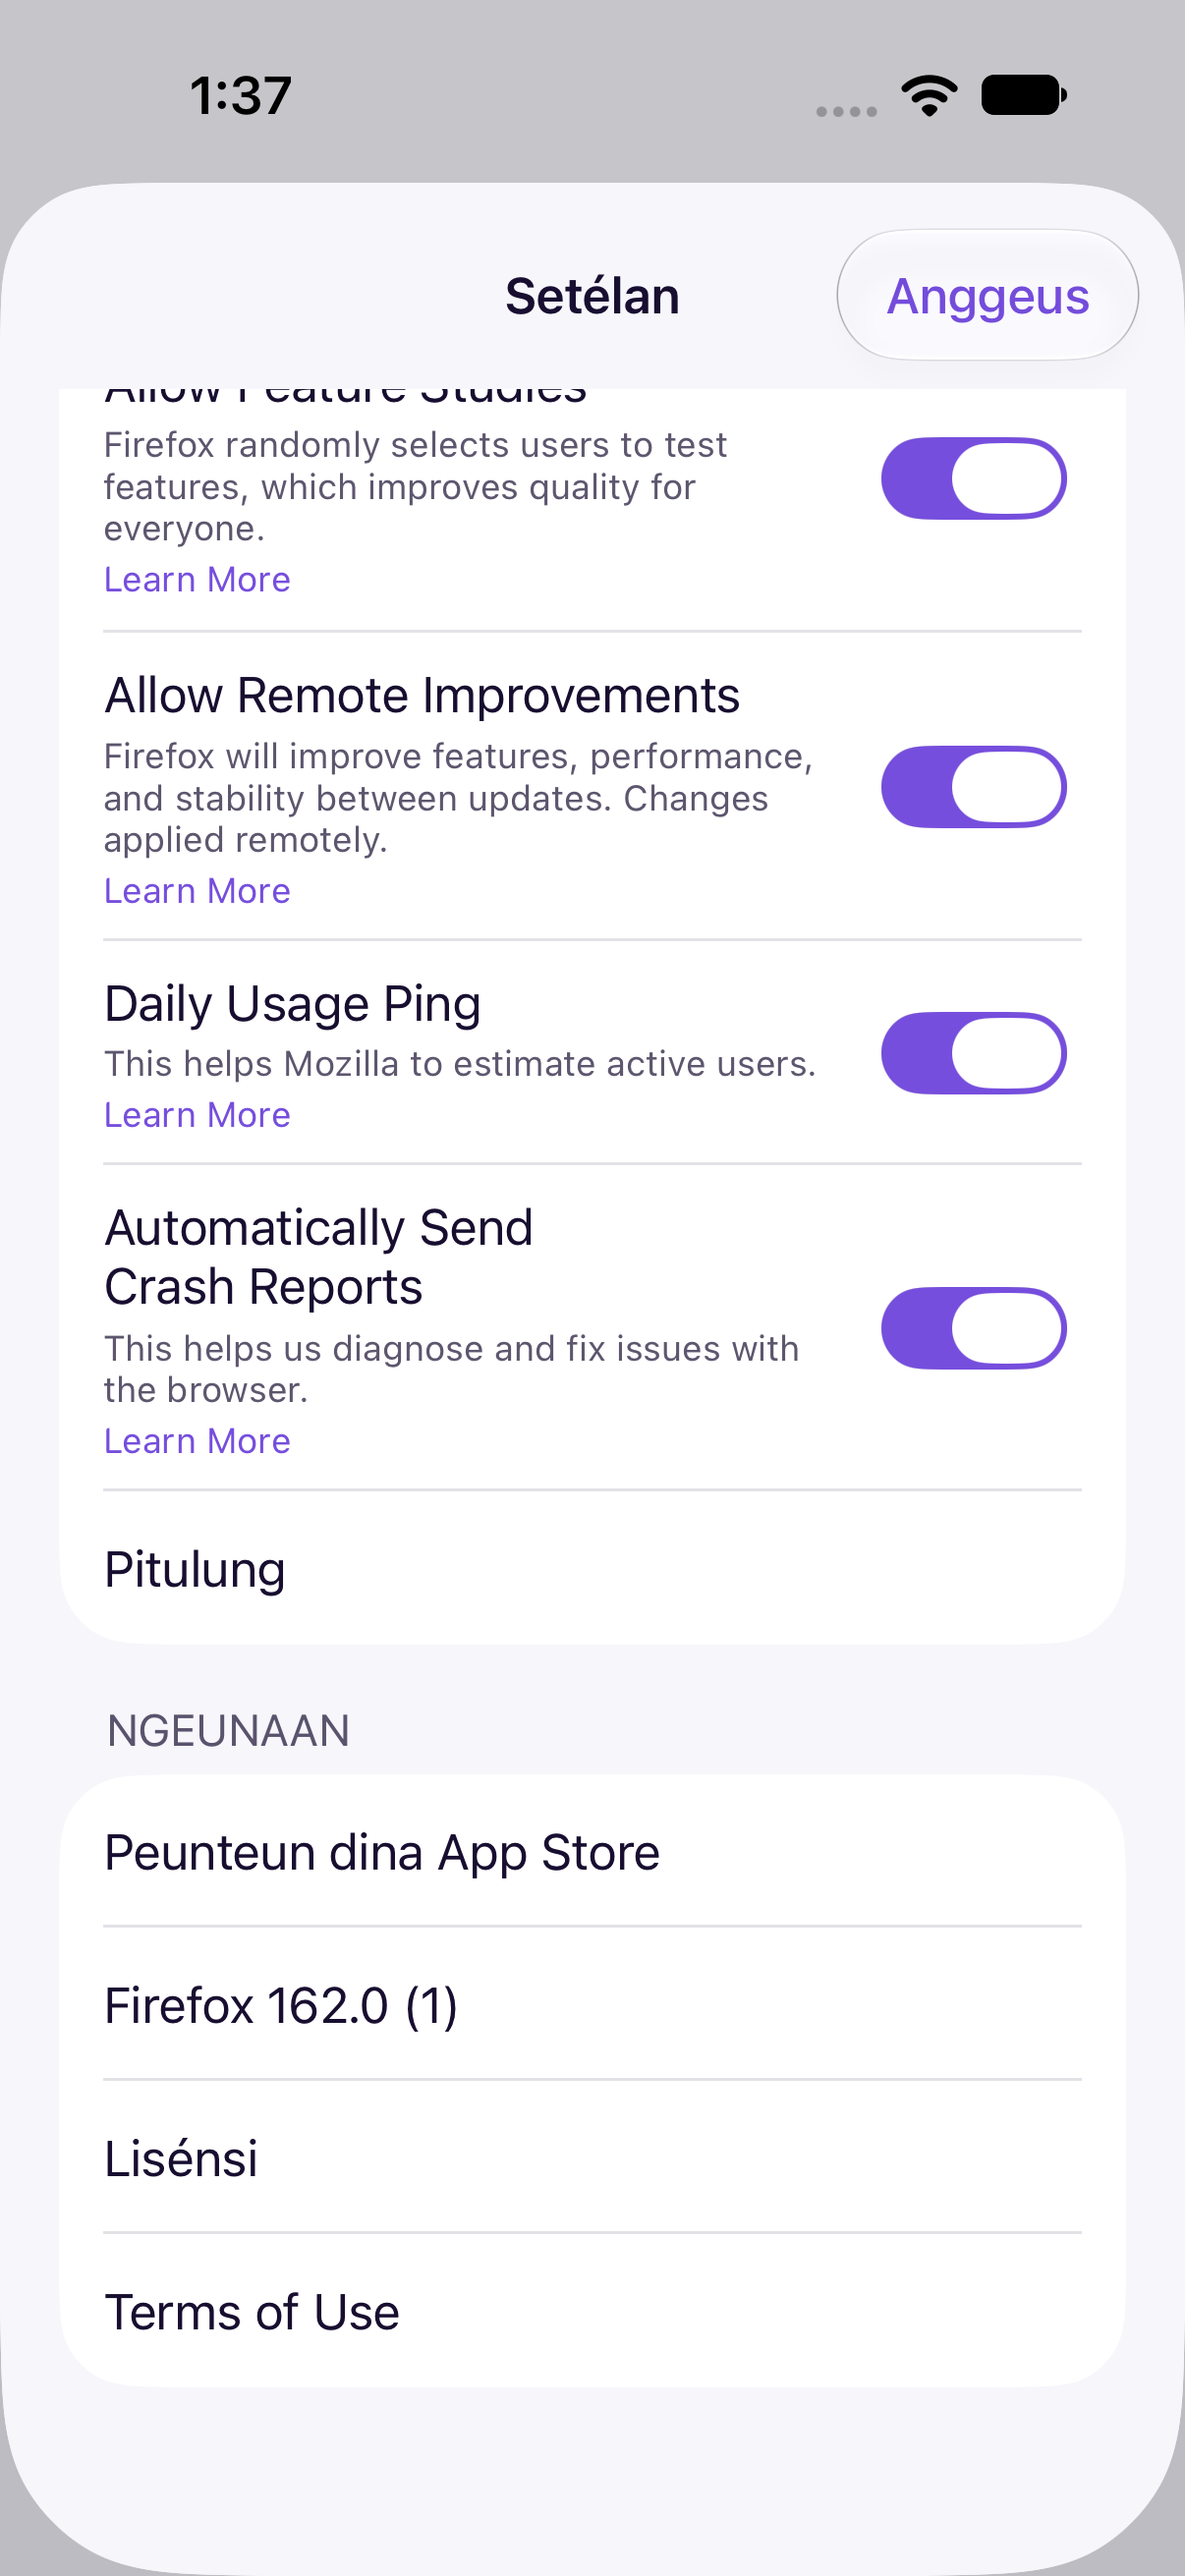 1:37
Setélan
Anggeus
Allow Feature Studies
Firefox randomly selects users to test
features, which improves quality for
everyone.
Learn More
Allow Remote Improvements
Firefox will improve features, performance,
and stability between updates. Changes
applied remotely.
Learn More
Daily Usage Ping
This helps Mozilla to estimate active users.
Learn More
Automatically Send
Crash Reports
This helps us diagnose and fix issues with
the browser.
Learn More
Pitulung
NGEUNAAN
Peunteun dina App Store
Firefox 162.0 (1)
Lisénsi
Terms of Use